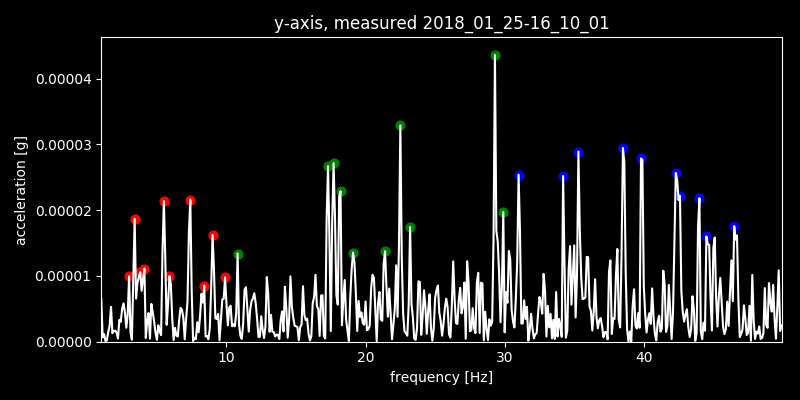 y-axis, measured 2018_01_25-16_10_01
0.00004
0.00003
0.00002
0.00001
0.00000
acceleration [g]
10 20 30 40
frequency [Hz]